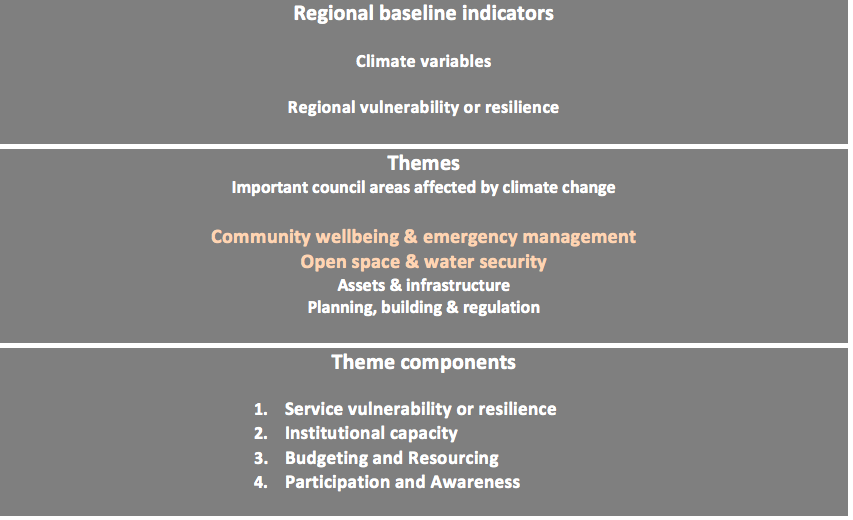 Regional baseline indicators
Climate variables
Regional vulnerability or resilience
Themes
Important council areas affected by climate change
Community wellbeing & emergency management
Open space & water security
Assets & infrastructure
Planning, building & regulation
Theme components
1. Service vulnerability or resilience
2. Institutional capacity
3. Budgeting and Resourcing
4. Participation and Awareness